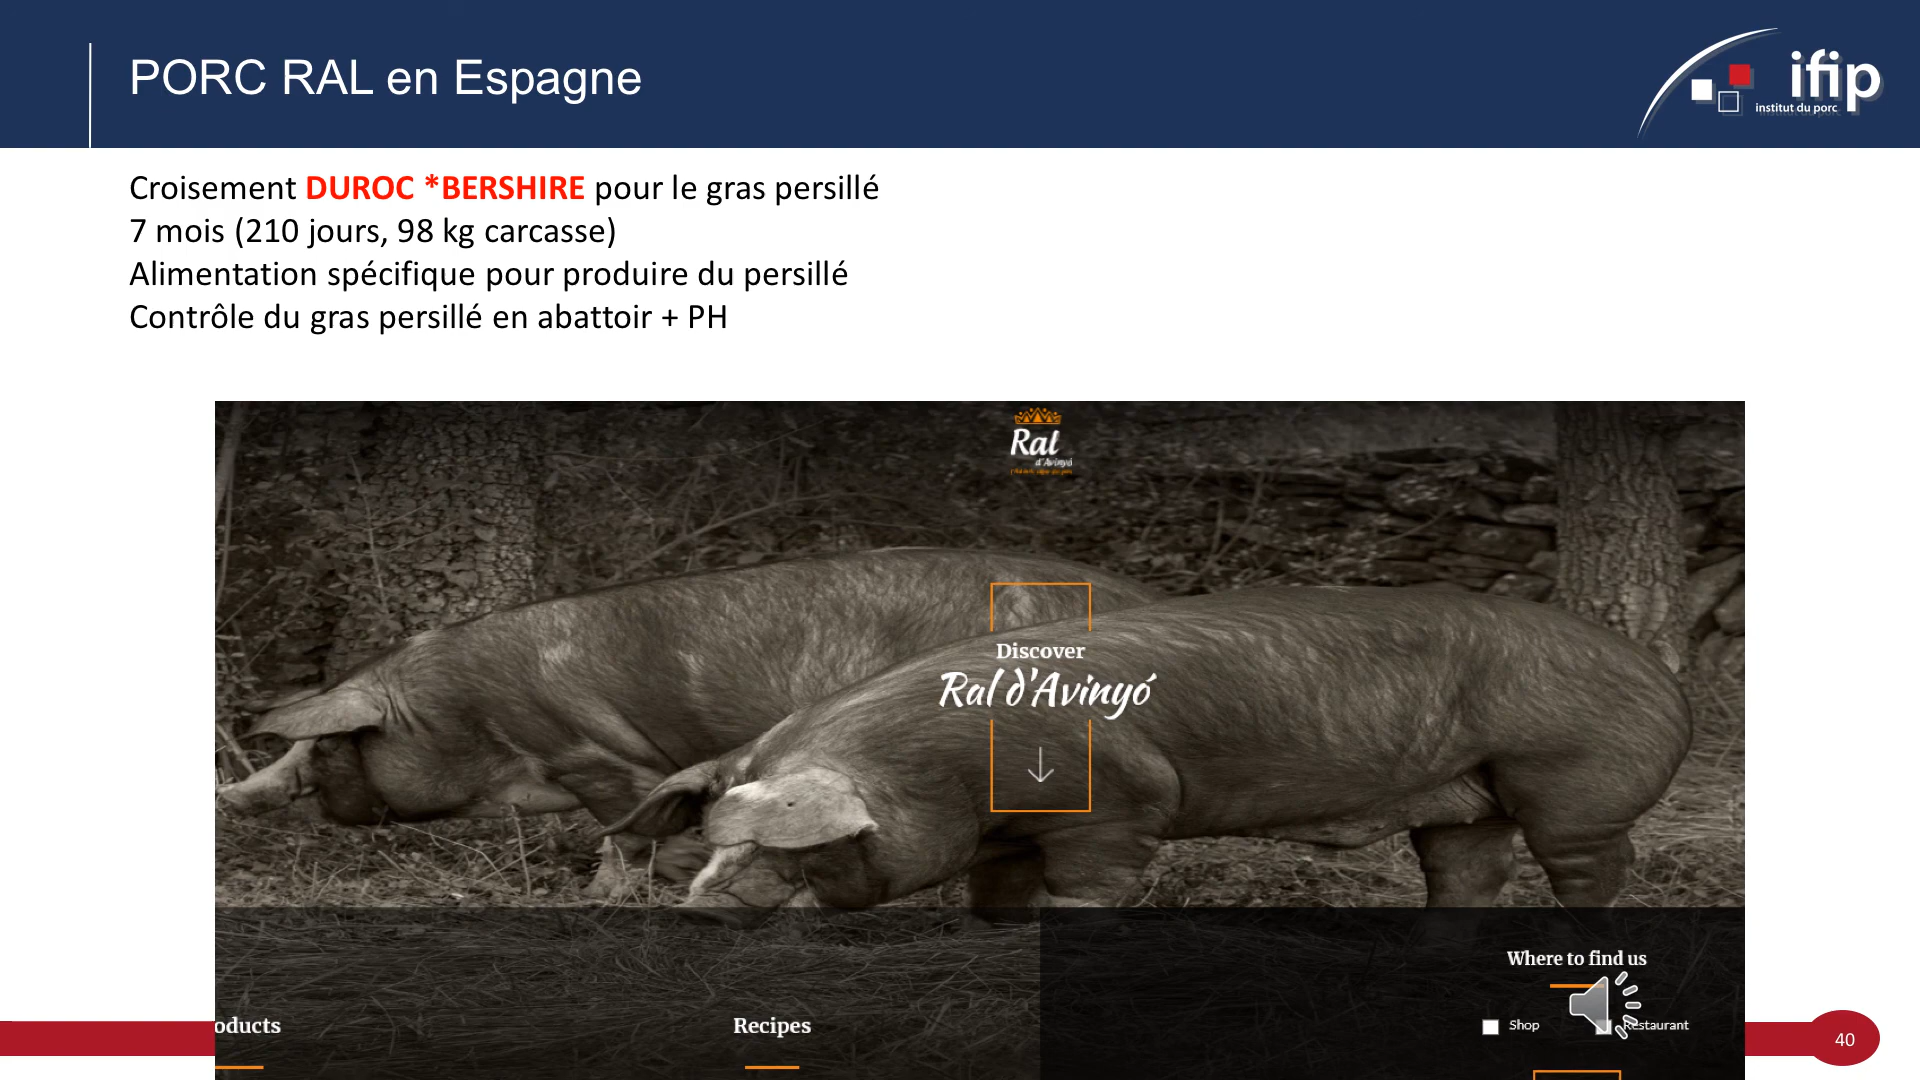 PORC RAL en Espagne
ifip
institut du porc
Croisement DUROC *BERSHIRE pour le gras persillé
7 mois (210 jours, 98 kg carcasse)
Alimentation spécifique pour produire du persillé
Contrôle du gras persillé en abattoir + PH
Ral
d'Avinyó
Discover
Ral d'Avinyó
Where to find us
oducts
Recipes
Shop
Restaurant
40